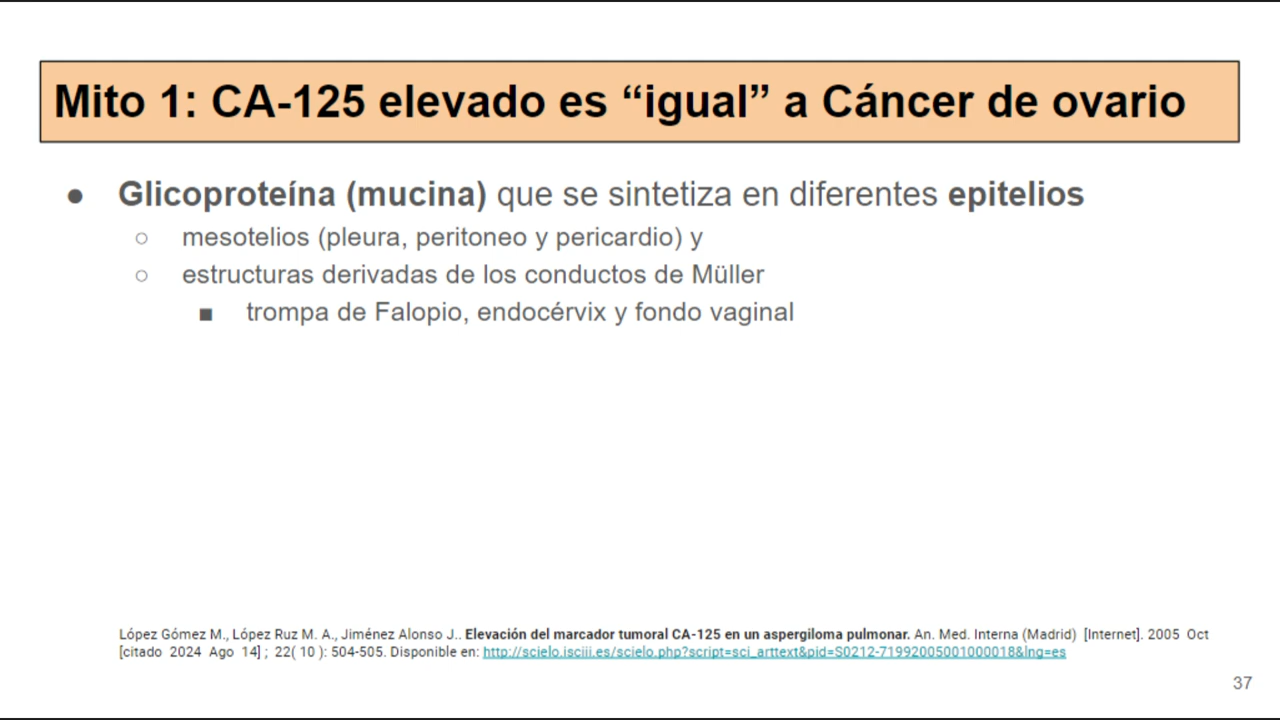 Mito 1: CA-125 elevado es “igual” a Cáncer de ovario
● Glicoproteína (mucina) que se sintetiza en diferentes epitelios
○ mesotelios (pleura, peritoneo y pericardio) y
○ estructuras derivadas de los conductos de Müller
■ trompa de Falopio, endocérvix y fondo vaginal
López Gómez M., López Ruz M. A., Jiménez Alonso J.. Elevación del marcador tumoral CA-125 en un aspergiloma pulmonar. An. Med. Interna (Madrid) [Internet]. 2005 Oct
[citado 2024 Ago 14] ; 22( 10 ): 504-505. Disponible en: http://scielo.isciii.es/scielo.php?script=sci_arttext&pid=S0212-71992005001000018&lng=es
37